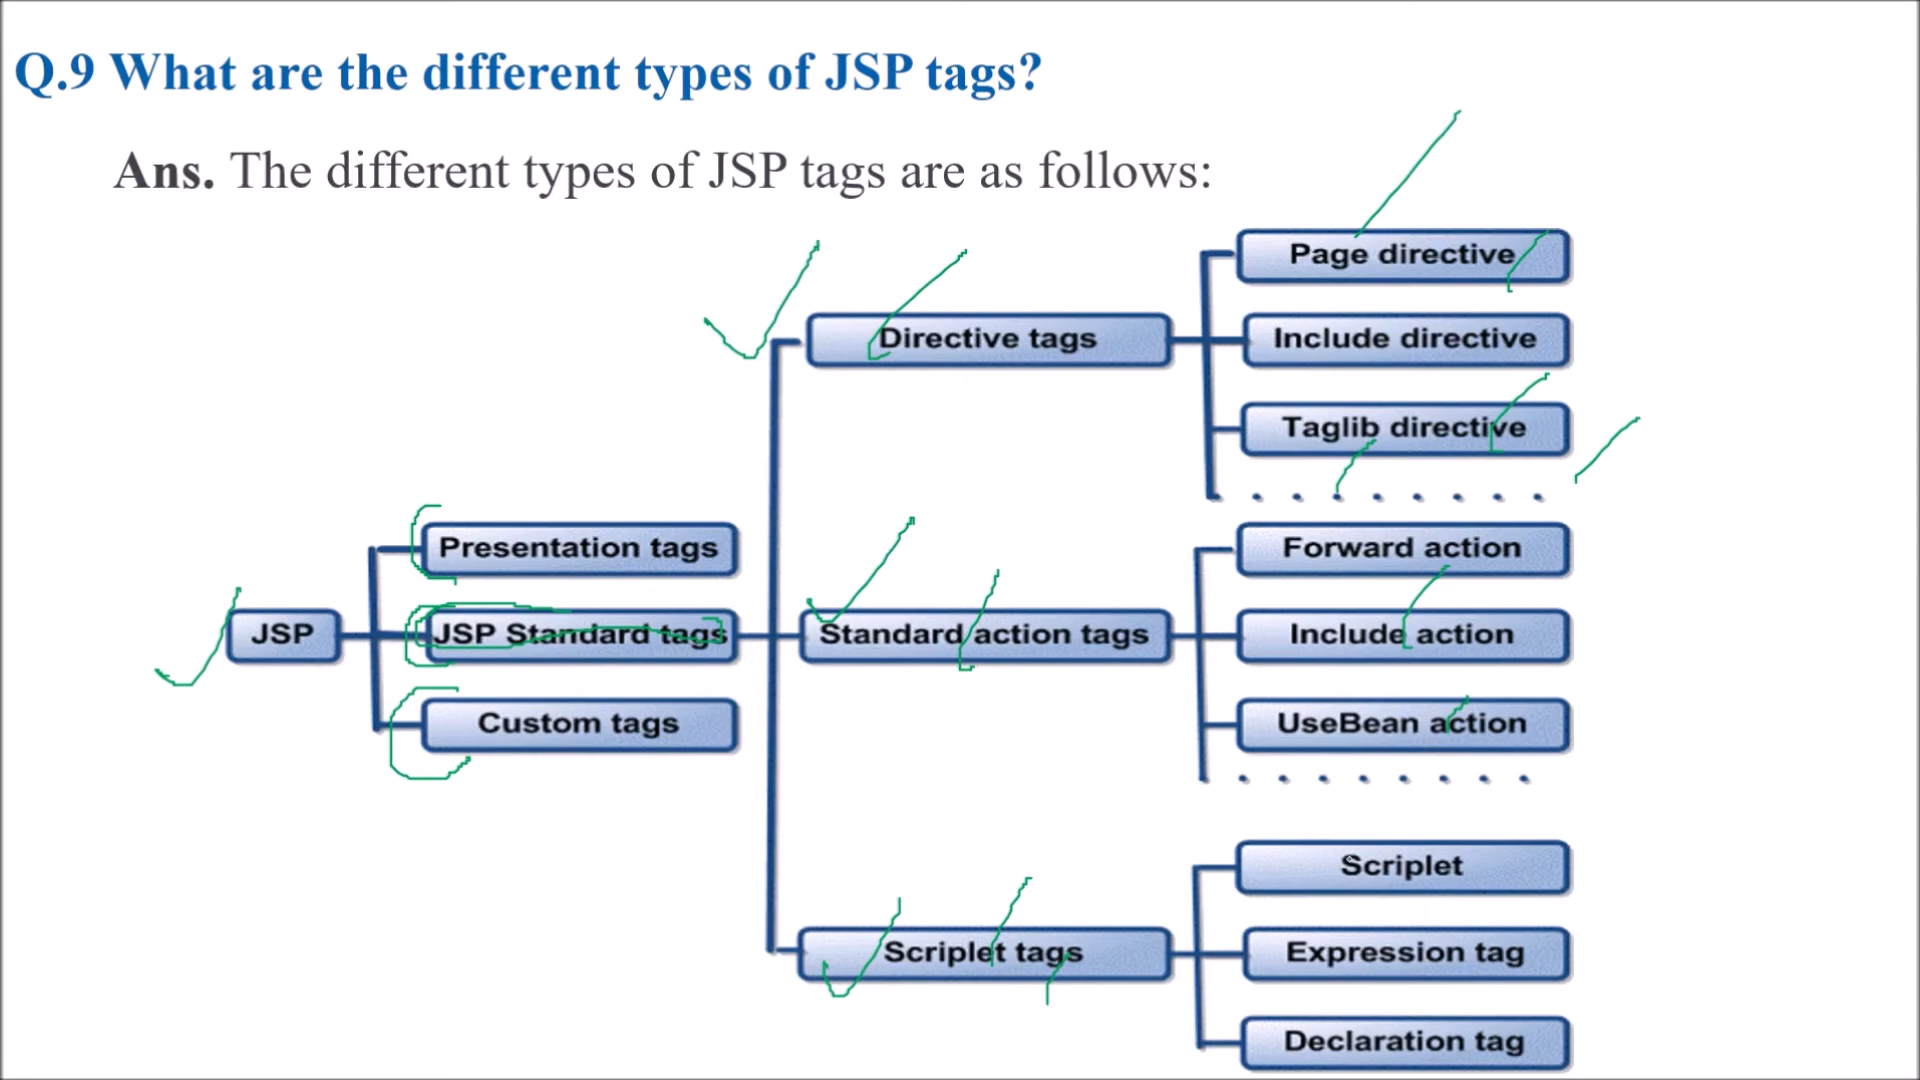 Q.9 What are the different types of JSP tags?
Ans. The different types of JSP tags are as follows:
JSP
Presentation tags
JSP Standard tags
Custom tags
Directive tags
Page directive
Include directive
Taglib directive
Standard action tags
Forward action
Include action
UseBean action
Scriplet tags
Scriplet
Expression tag
Declaration tag